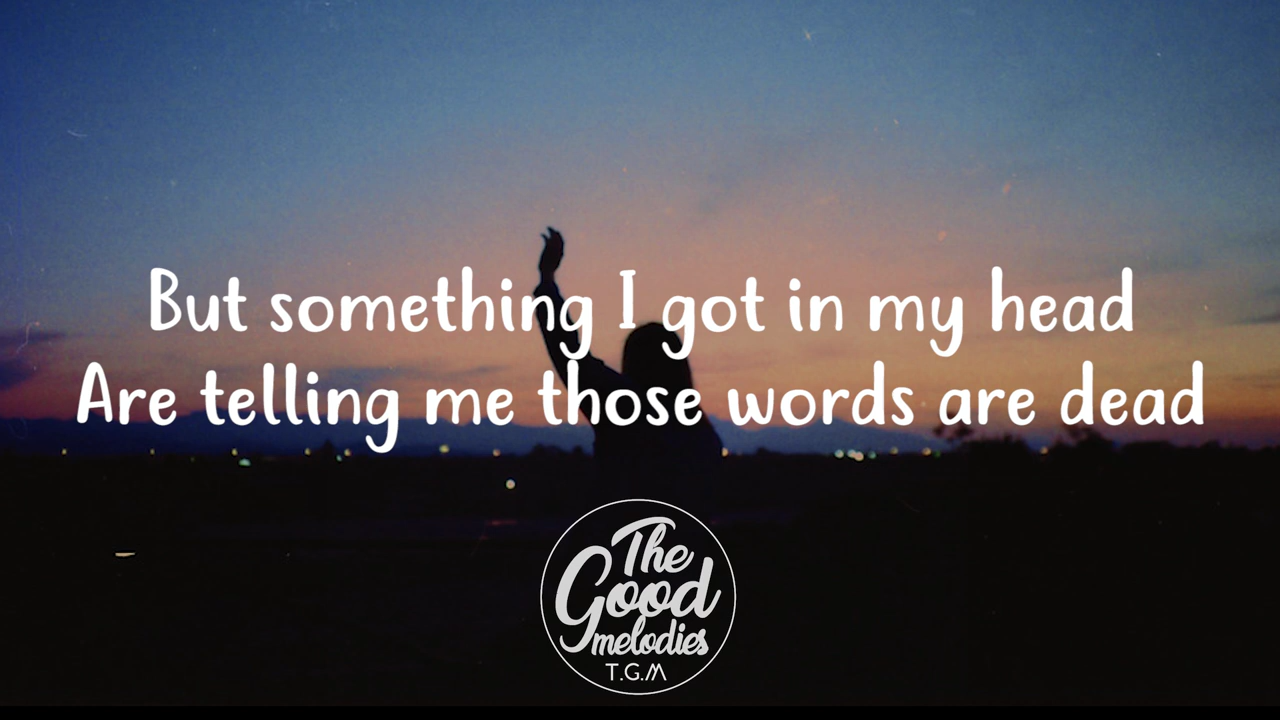 But something I got in my head
Are telling me those words are dead
The
Good
melodies
T.G.M